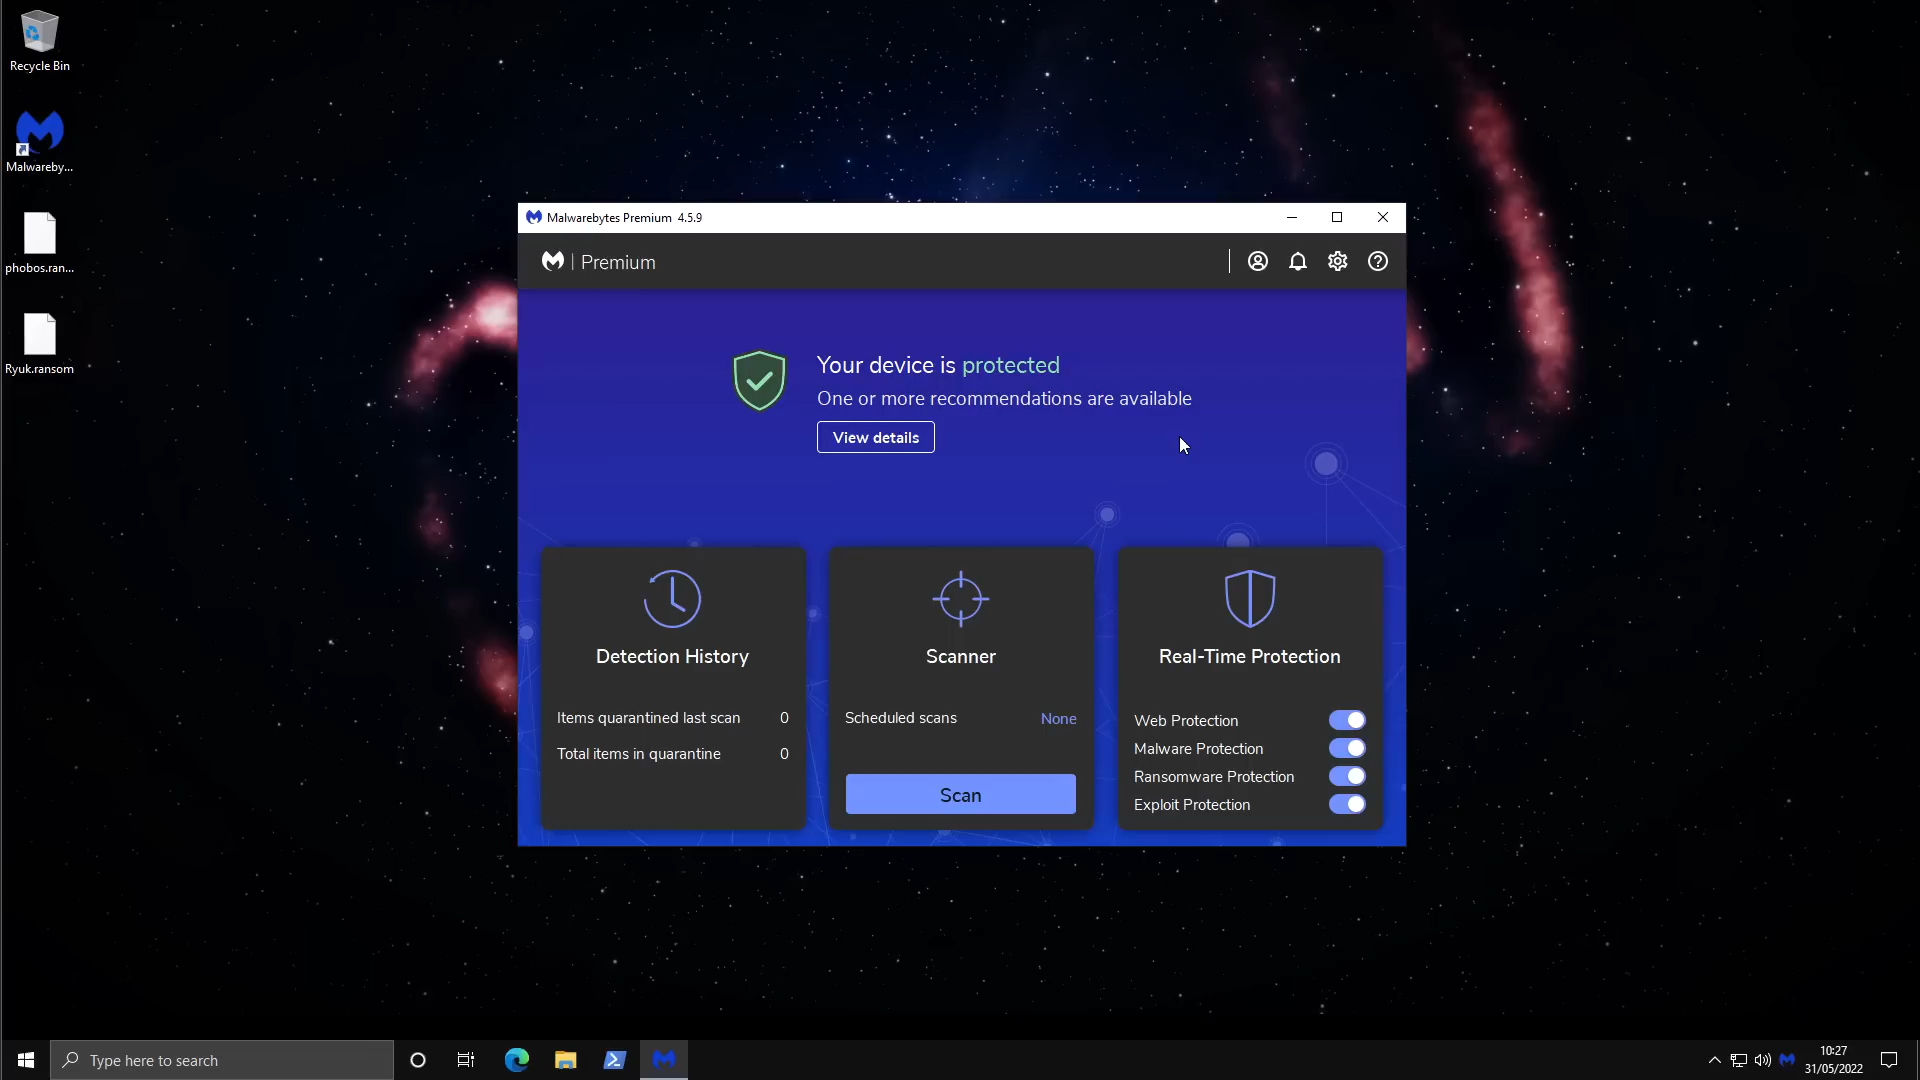 Recycle Bin
Malwareby...
phobos.ran...
Ryuk.ransom
Malwarebytes Premium 4.5.9
Premium
Your device is protected
One or more recommendations are available
View details
Detection History
Items quarantined last scan 0
Total items in quarantine 0
Scanner
Scheduled scans None
Scan
Real-Time Protection
Web Protection
Malware Protection
Ransomware Protection
Exploit Protection
Type here to search
10:27
31/05/2022